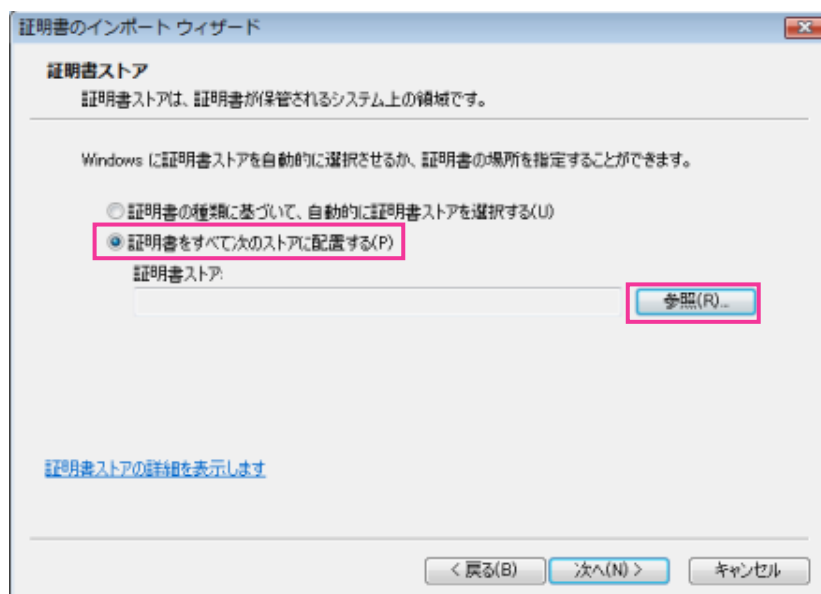 証明書のインポート ウィザード
証明書ストア
証明書ストアは、証明書が保管されるシステム上の領域です。
Windows に証明書ストアを自動的に選択させるか、証明書の場所を指定することができます。
証明書の種類に基づいて、自動的に証明書ストアを選択する(U)
証明書をすべて次のストアに配置する(P)
証明書ストア:
参照(R)...
証明書ストアの詳細を表示します
< 戻る(B) 次へ(N) > キャンセル